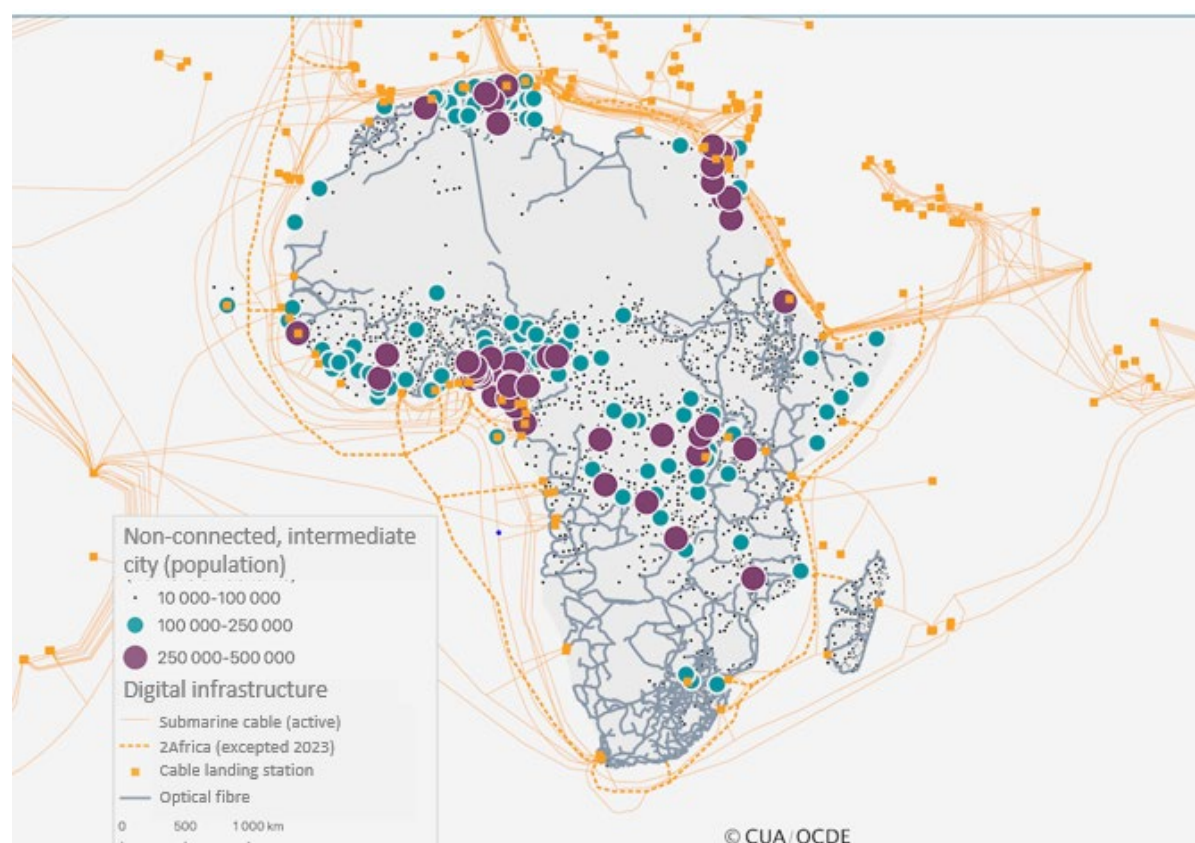 Non-connected, intermediate
city (population)
10 000-100 000
100 000-250 000
250 000-500 000
Digital infrastructure
Submarine cable (active)
2Africa (excepted 2023)
Cable landing station
Optical fibre
0 500 1 000 km
© CUA/OCDE